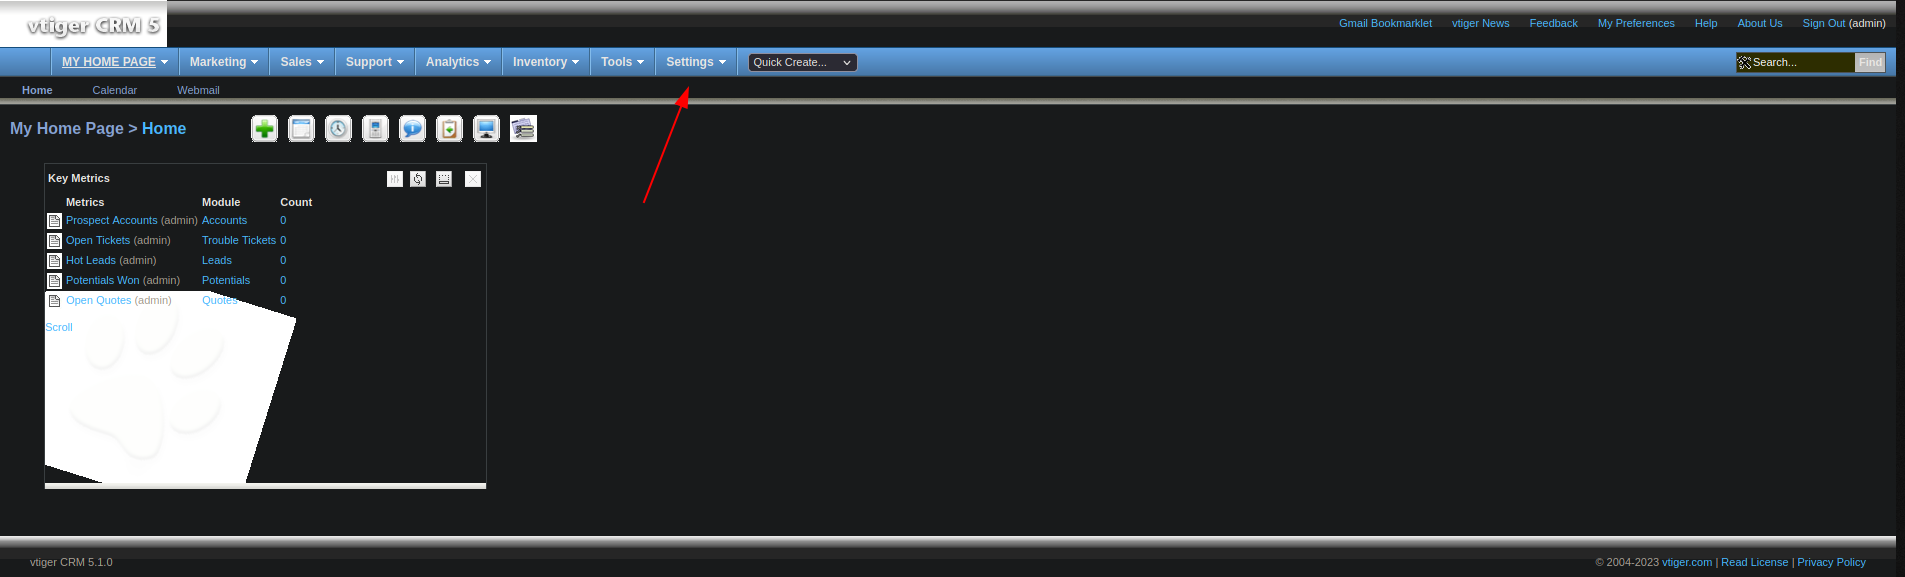 vtiger CRM 5
Gmail Bookmarklet vtiger News Feedback My Preferences Help About Us Sign Out (admin)
MY HOME PAGE Marketing Sales Support Analytics Inventory Tools Settings Quick Create... Search... Find
Home Calendar Webmail
My Home Page > Home
Key Metrics
Metrics Module Count
Prospect Accounts (admin) Accounts 0
Open Tickets (admin) Trouble Tickets 0
Hot Leads (admin) Leads 0
Potentials Won (admin) Potentials 0
Open Quotes (admin) Quotes 0
Scroll
vtiger CRM 5.1.0 © 2004-2023 vtiger.com | Read License | Privacy Policy